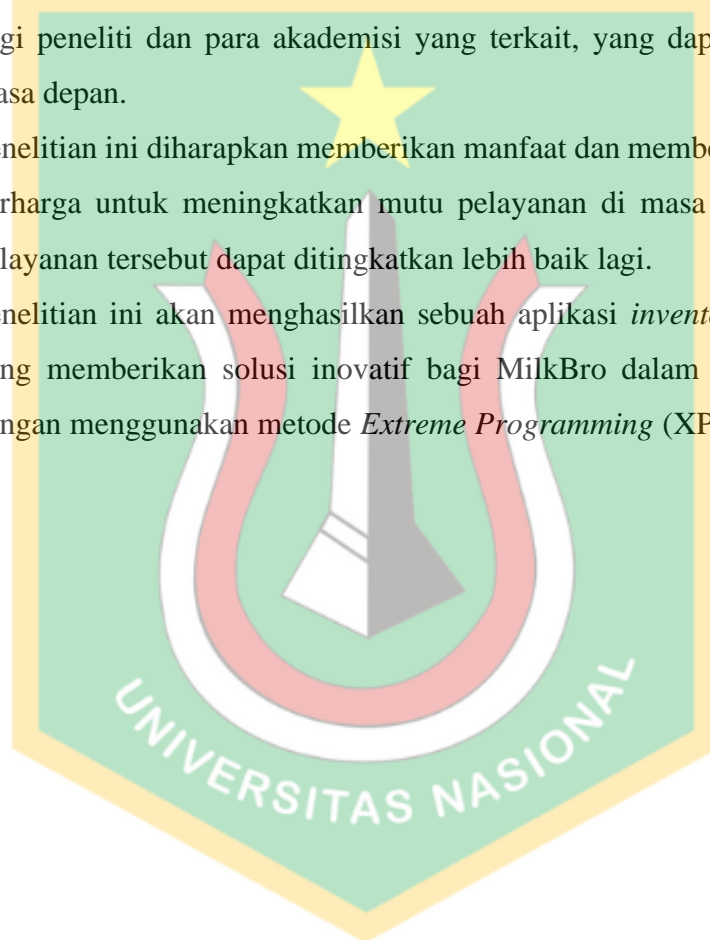 gi peneliti dan para akademisi yang terkait, yang dap
asa depan.
enelitian ini diharapkan memberikan manfaat dan membe
rharga untuk meningkatkan mutu pelayanan di masa
layanan tersebut dapat ditingkatkan lebih baik lagi.
enelitian ini akan menghasilkan sebuah aplikasi invento
ng memberikan solusi inovatif bagi MilkBro dalam
ngan menggunakan metode Extreme Programming (XP
UNIVERSITAS NASIONAL